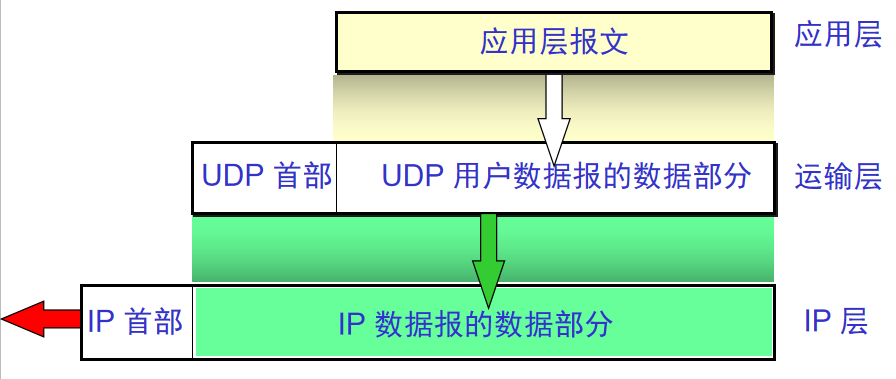 应用层报文
应用层
UDP 首部
UDP 用户数据报的数据部分
运输层
IP 首部
IP 数据报的数据部分
IP 层